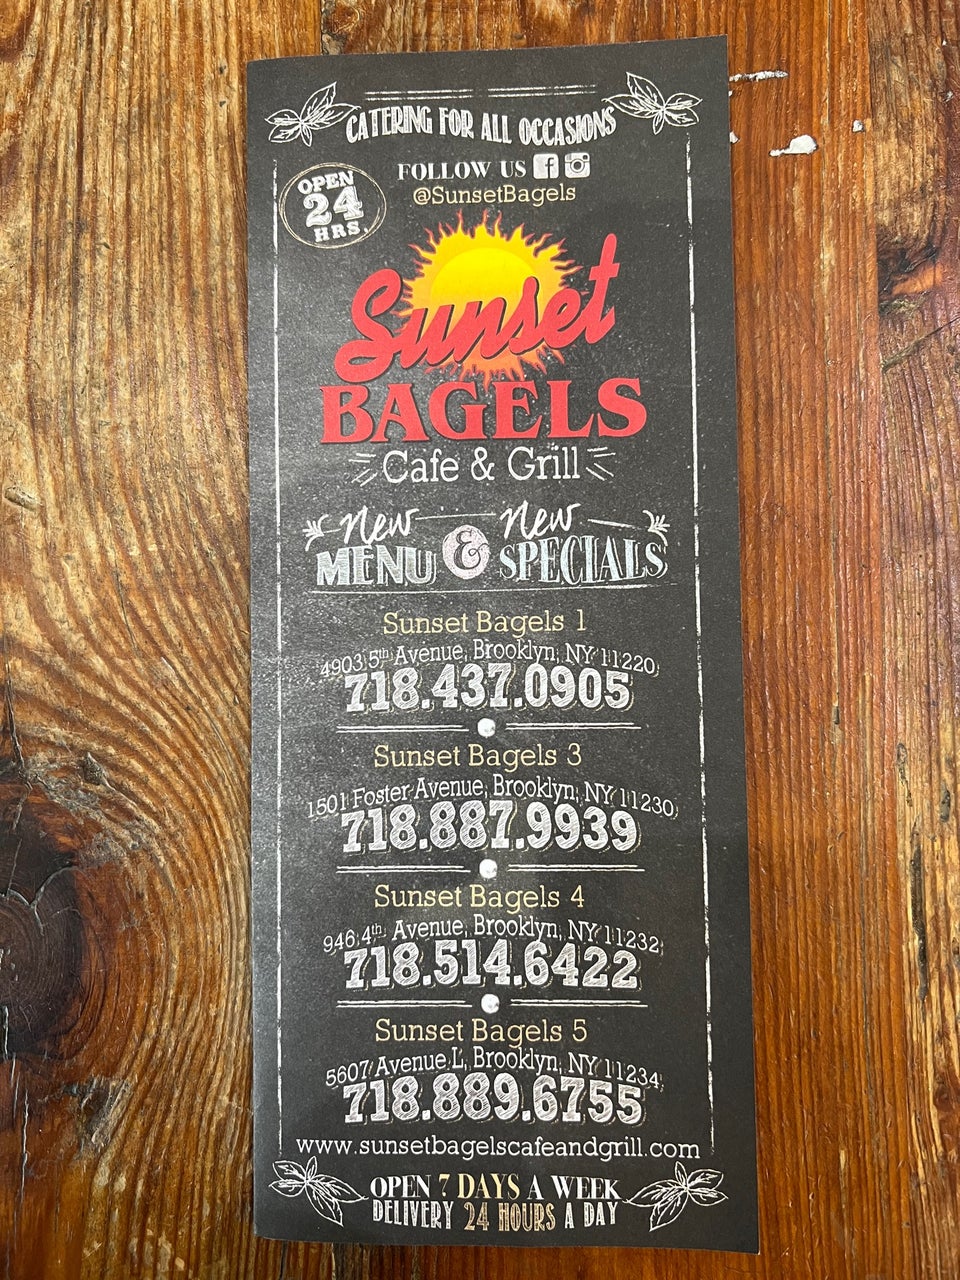 CATERING FOR ALL OCCASIONS
FOLLOW US
@SunsetBagels
OPEN
24
HRS.
Sunset
BAGELS
Cafe & Grill
New New
MENU & SPECIALS
Sunset Bagels 1
4903 5th Avenue, Brooklyn, NY 11220
718.437.0905
Sunset Bagels 3
1501 Foster Avenue, Brooklyn, NY 11230
718.887.9939
Sunset Bagels 4
946 4th Avenue, Brooklyn, NY 11232
718.514.6422
Sunset Bagels 5
5607 Avenue L, Brooklyn, NY 11234
718.889.6755
www.sunsetbagelscafeandgrill.com
OPEN 7 DAYS A WEEK
DELIVERY 24 HOURS A DAY